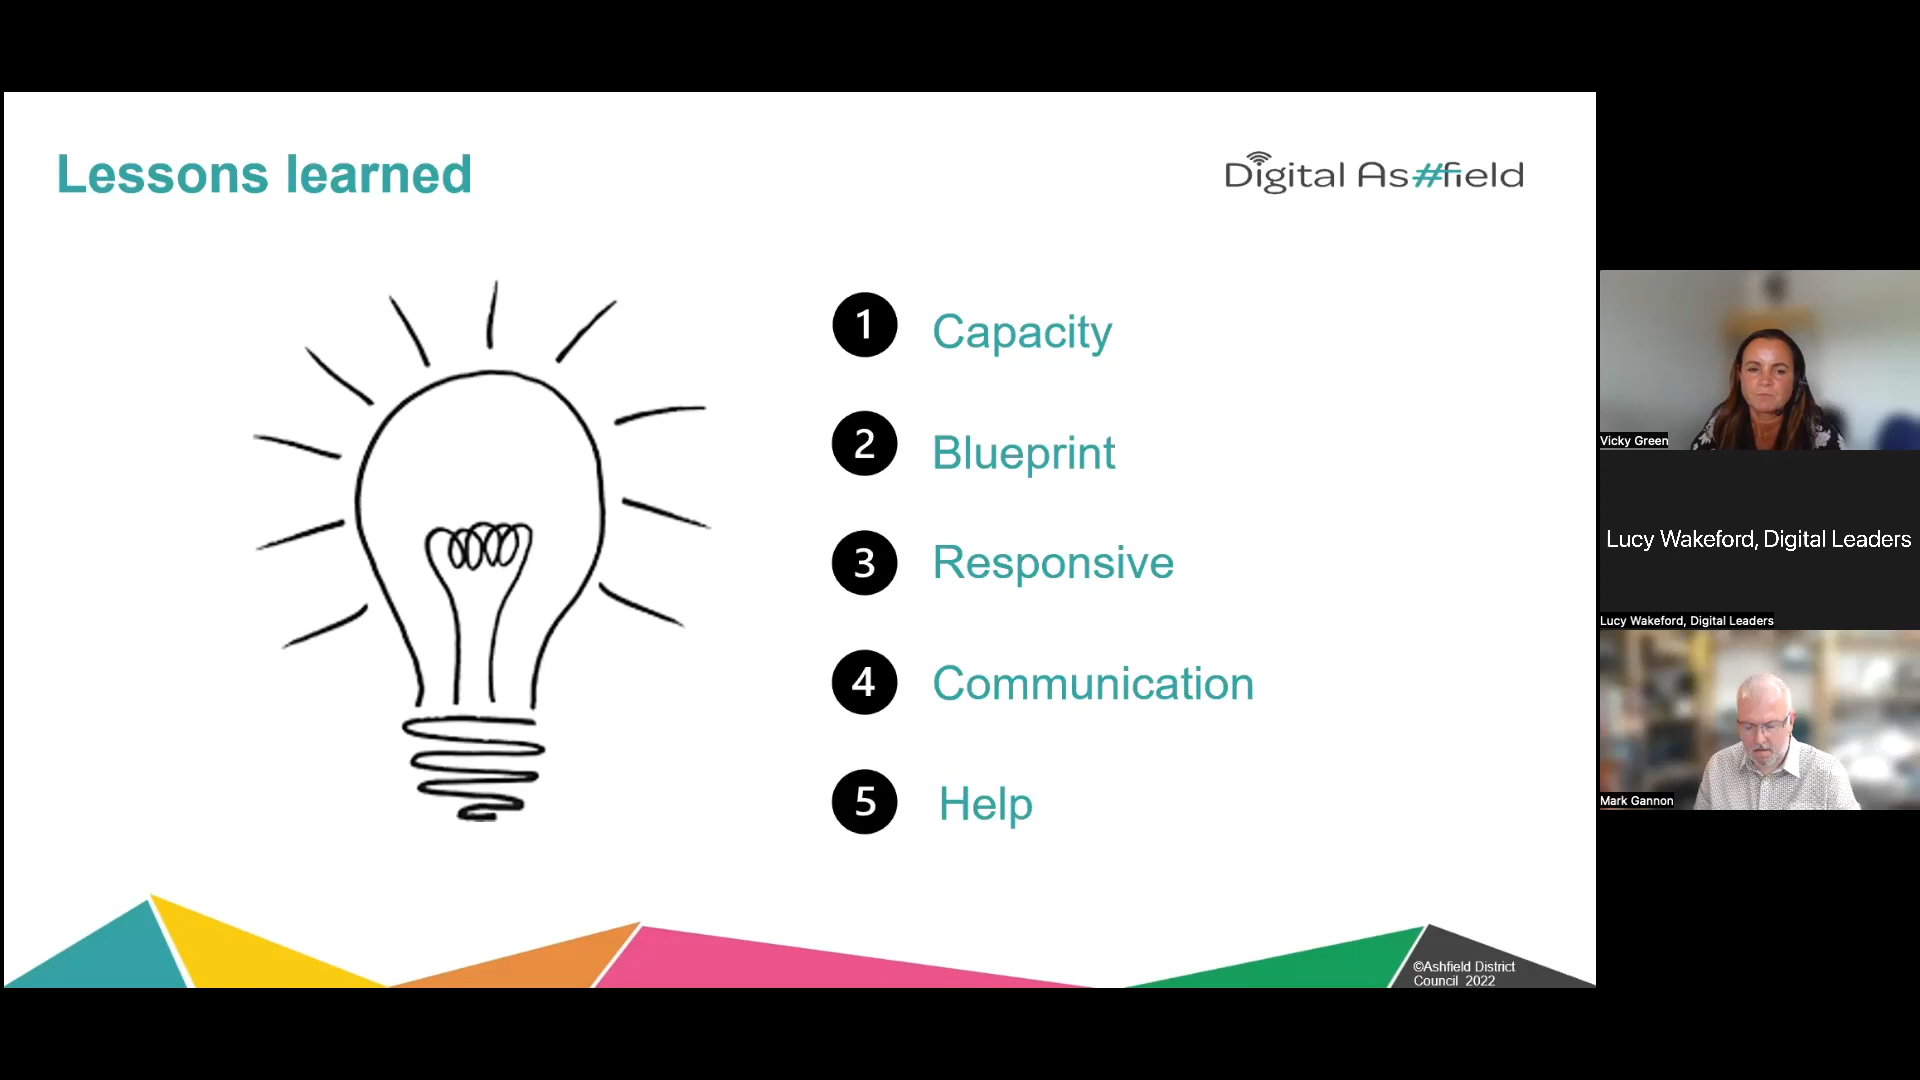 Lessons learned
Digital As#field
1 Capacity
2 Blueprint
3 Responsive
4 Communication
5 Help
©Ashfield District
Council 2022
Vicky Green
Lucy Wakeford, Digital Leaders
Lucy Wakeford, Digital Leaders
Mark Gannon